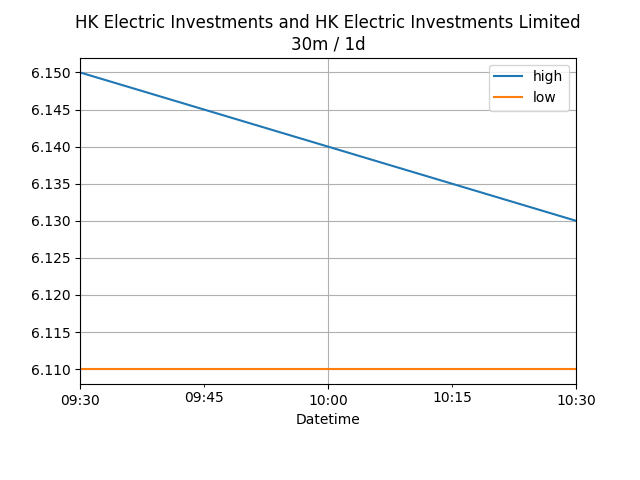 HK Electric Investments and HK Electric Investments Limited
30m / 1d
high
low
6.150
6.145
6.140
6.135
6.130
6.125
6.120
6.115
6.110
09:30
09:45
10:00
10:15
10:30
Datetime